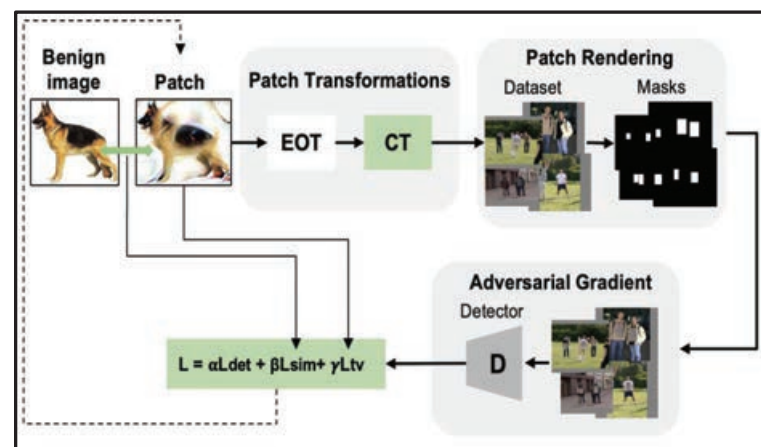 Benign
image
Patch
Patch Transformations
EOT
CT
Patch Rendering
Dataset
Masks
Adversarial Gradient
Detector
D
L = αLdet + βLsim+ γLtv